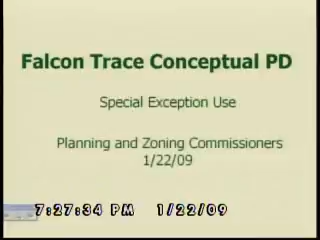 Falcon Trace Conceptual PD
Special Exception Use
Planning and Zoning Commissioners
1/22/09
7:27:34 PM 1/22/09